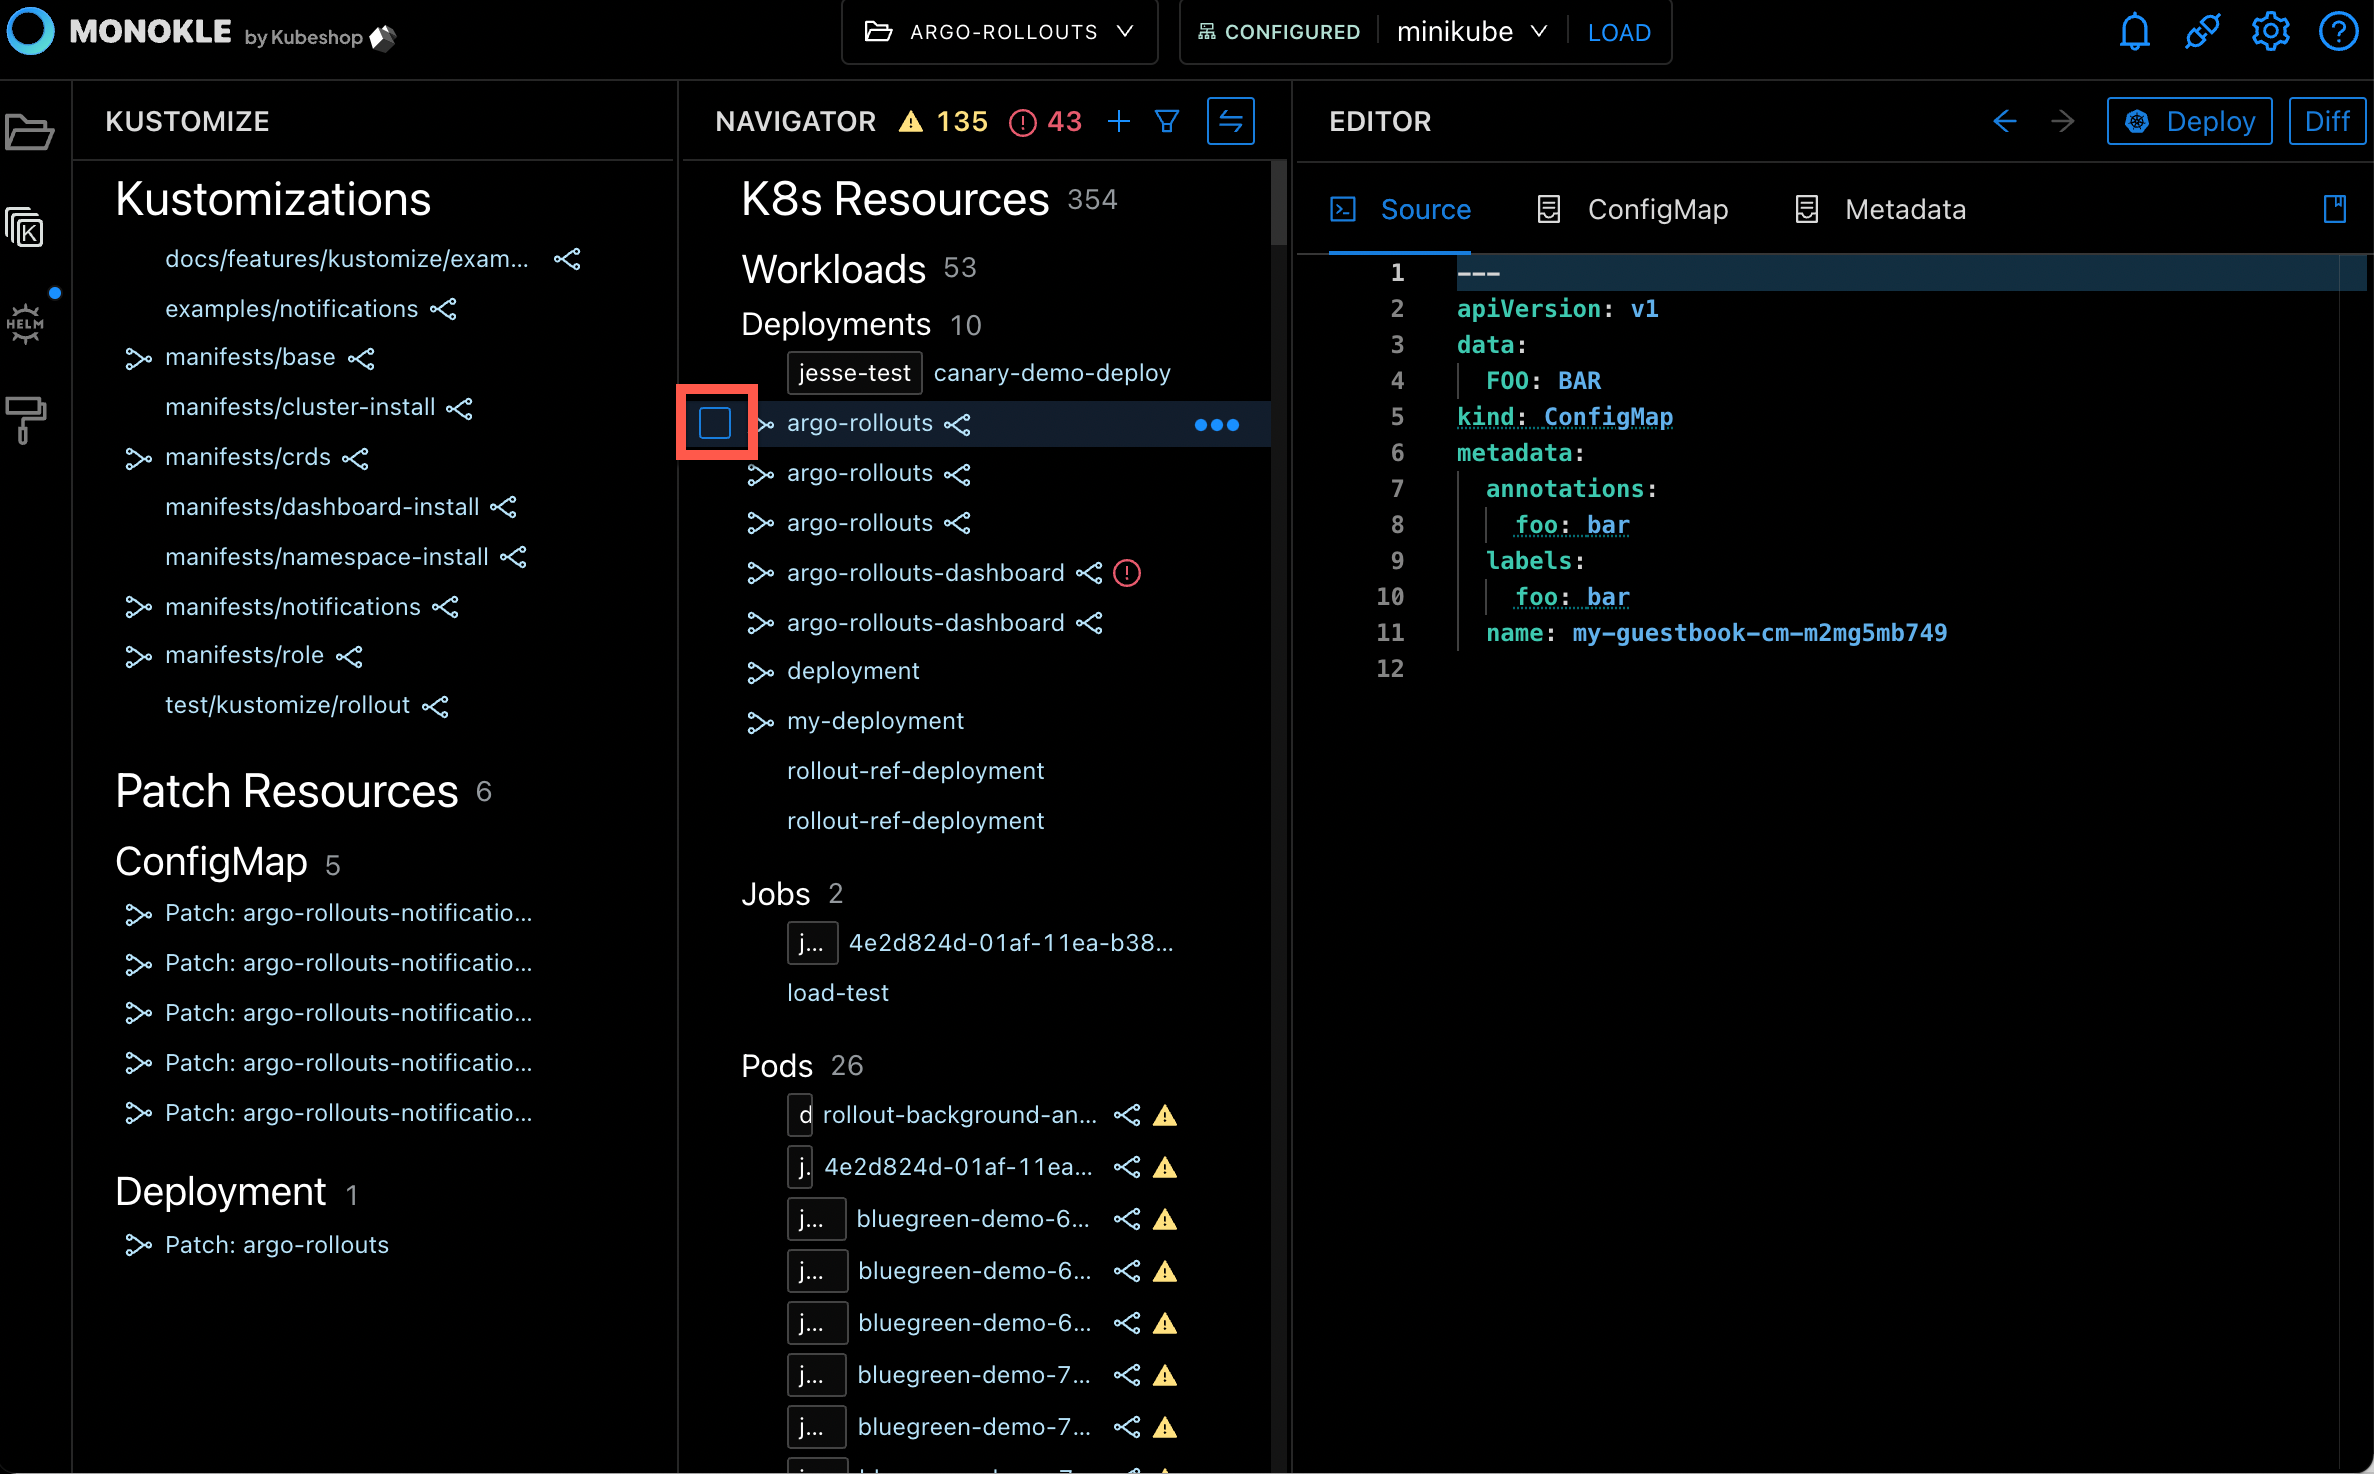 MONOKLE by Kubeshop
ARGO-ROLLOUTS
CONFIGURED minikube LOAD
KUSTOMIZE
Kustomizations
docs/features/kustomize/exam...
examples/notifications
manifests/base
manifests/cluster-install
manifests/crds
manifests/dashboard-install
manifests/namespace-install
manifests/notifications
manifests/role
test/kustomize/rollout
Patch Resources 6
ConfigMap 5
Patch: argo-rollouts-notificatio...
Patch: argo-rollouts-notificatio...
Patch: argo-rollouts-notificatio...
Patch: argo-rollouts-notificatio...
Patch: argo-rollouts-notificatio...
Deployment 1
Patch: argo-rollouts
K
HELM
NAVIGATOR 135 43
K8s Resources 354
Workloads 53
Deployments 10
jesse-test canary-demo-deploy
argo-rollouts
argo-rollouts
argo-rollouts
argo-rollouts-dashboard
argo-rollouts-dashboard
deployment
my-deployment
rollout-ref-deployment
rollout-ref-deployment
Jobs 2
j... 4e2d824d-01af-11ea-b38...
load-test
Pods 26
d rollout-background-an...
j. 4e2d824d-01af-11ea...
j... bluegreen-demo-6...
j... bluegreen-demo-6...
j... bluegreen-demo-6...
j... bluegreen-demo-7...
j... bluegreen-demo-7...
EDITOR
Deploy Diff
Source ConfigMap Metadata
1 ---
2 apiVersion: v1
3 data:
4 FOO: BAR
5 kind: ConfigMap
6 metadata:
7 annotations:
8 foo: bar
9 labels:
10 foo: bar
11 name: my-guestbook-cm-m2mg5mb749
12